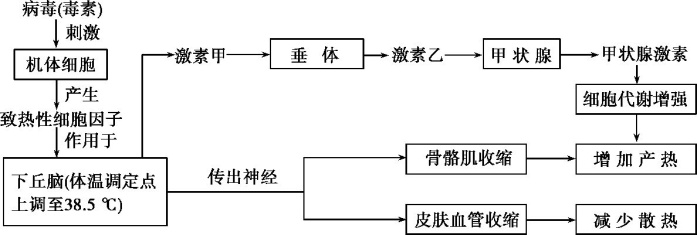 病毒(毒素)
刺激
机体细胞
产生
致热性细胞因子
作用于
下丘脑(体温调定点
上调至38.5 ℃)
激素甲
垂体
激素乙
甲状腺
甲状腺激素
细胞代谢增强
传出神经
骨骼肌收缩
增加产热
皮肤血管收缩
减少散热